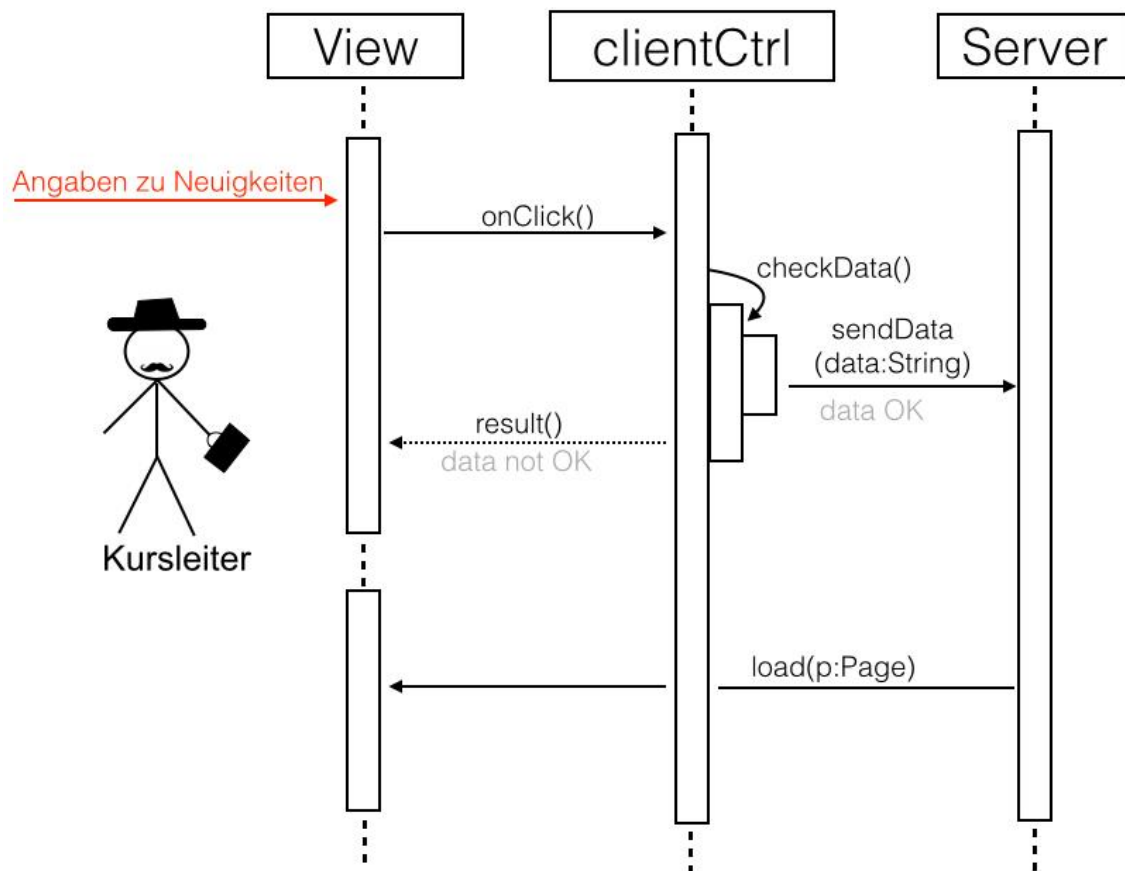 View
clientCtrl
Server
Angaben zu Neuigkeiten
onClick()
checkData()
sendData
(data:String)
data OK
result()
data not OK
Kursleiter
load(p:Page)